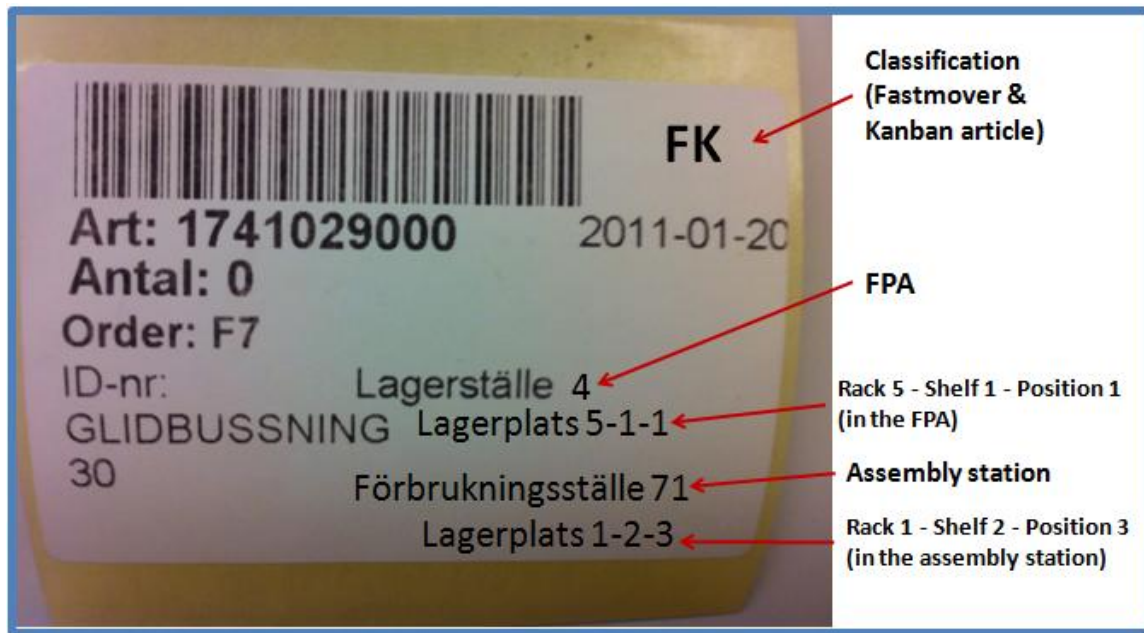 FK
Classification
(Fastmover &
Kanban article)
Art: 1741029000
2011-01-20
Antal: 0
FPA
Order: F7
ID-nr:
Lagerställe 4
GLIDBUSSNING
Lagerplats 5-1-1
Rack 5 - Shelf 1 - Position 1
(in the FPA)
30
Förbrukningsställe 71
Assembly station
Lagerplats 1-2-3
Rack 1 - Shelf 2 - Position 3
(in the assembly station)